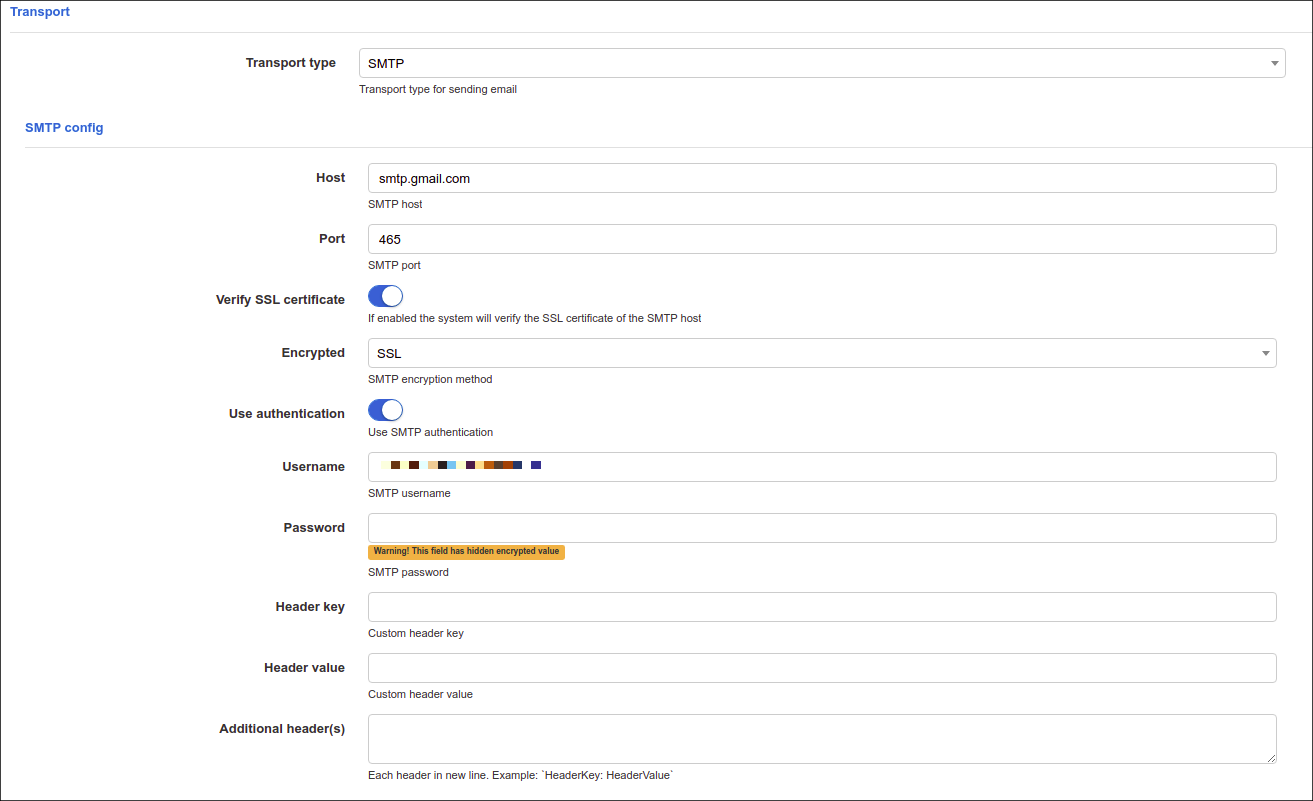 Transport
Transport type
SMTP
Transport type for sending email
SMTP config
Host
smtp.gmail.com
SMTP host
Port
465
SMTP port
Verify SSL certificate
If enabled the system will verify the SSL certificate of the SMTP host
Encrypted
SSL
SMTP encryption method
Use authentication
Use SMTP authentication
Username
SMTP username
Password
Warning! This field has hidden encrypted value
SMTP password
Header key
Custom header key
Header value
Custom header value
Additional header(s)
Each header in new line. Example: `HeaderKey: HeaderValue`